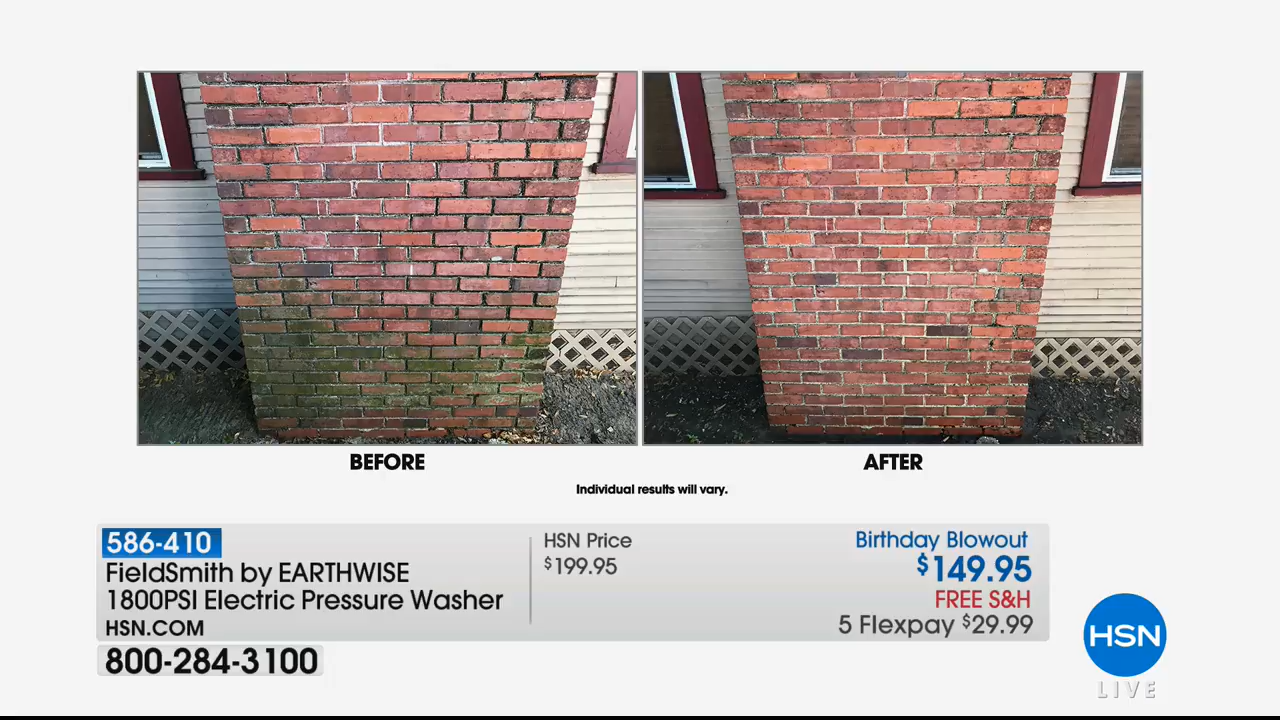 BEFORE
AFTER
Individual results will vary.
586-410
FieldSmith by EARTHWISE
1800PSI Electric Pressure Washer
HSN.COM
800-284-3100
HSN Price
$199.95
Birthday Blowout
$149.95
FREE S&H
5 Flexpay $29.99
HSN
LIVE